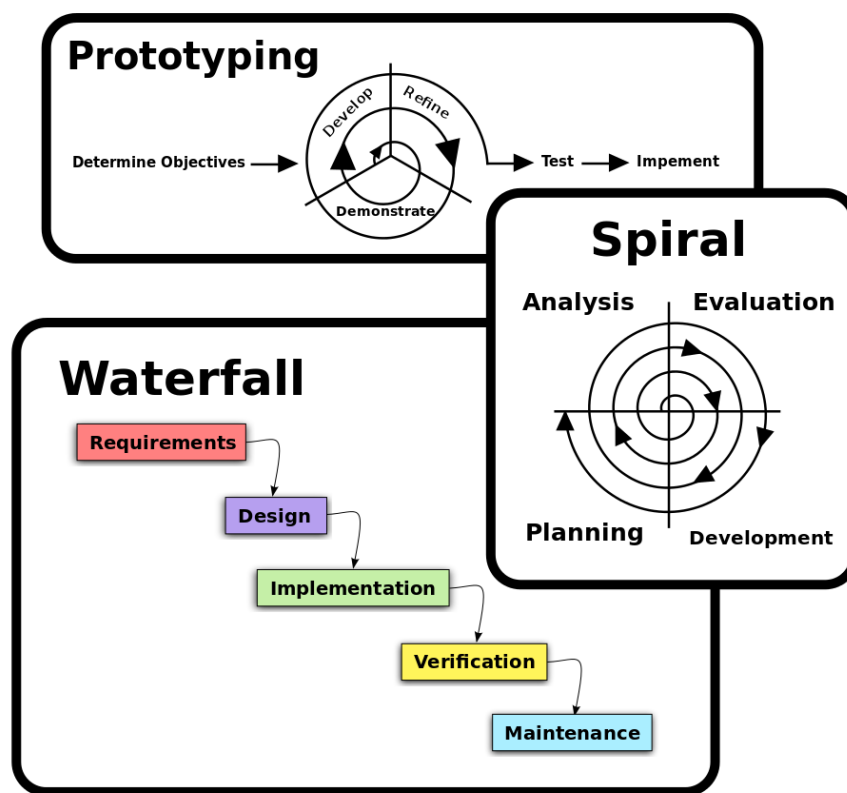 Prototyping
Develop
Refine
Determine Objectives
Test
Impement
Demonstrate
Spiral
Analysis
Evaluation
Planning
Development
Waterfall
Requirements
Design
Implementation
Verification
Maintenance